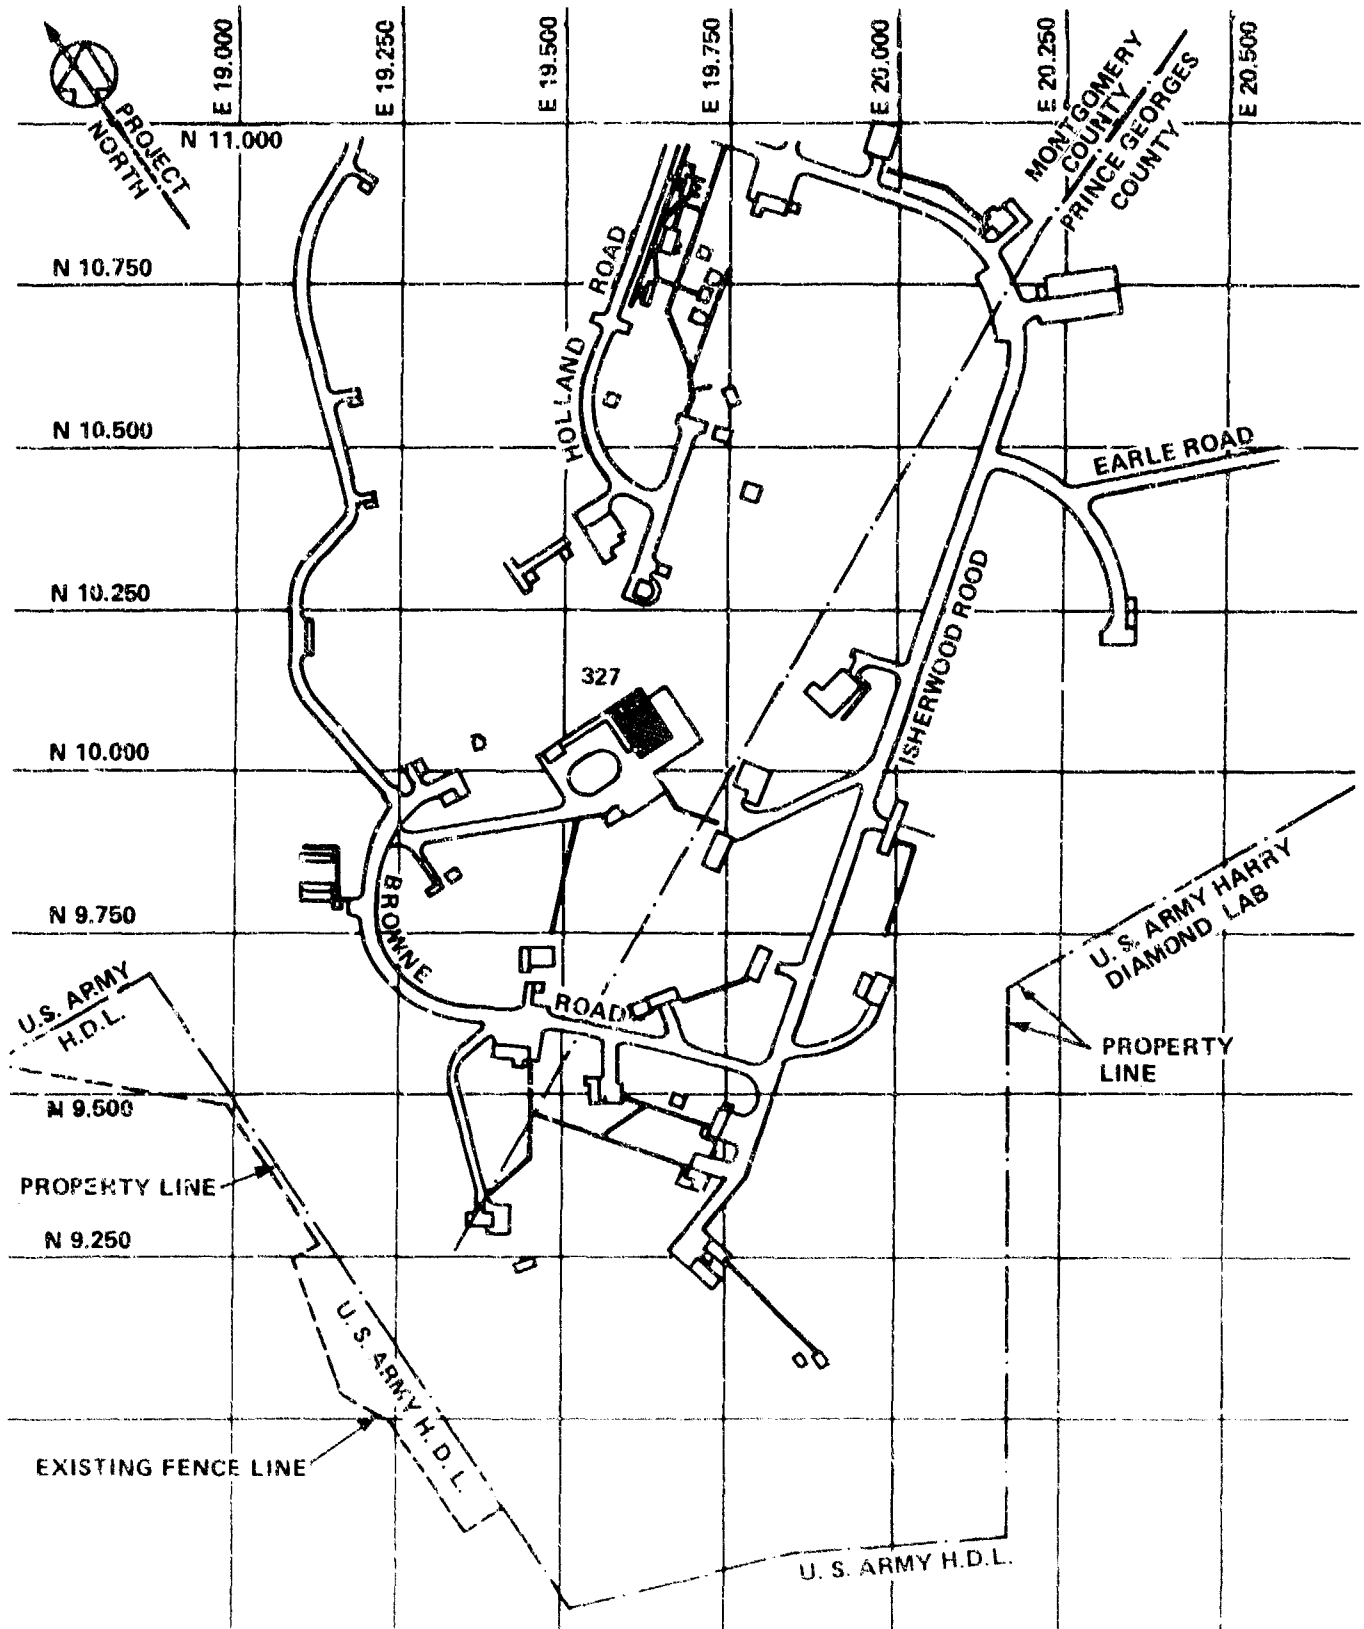 E 19.000
E 19.250
E 19.500
E 19.750
E 20.000
E 20.250
E 20.500
PROJECT
NORTH
N 11.000
MONTGOMERY
COUNTY
PRINCE GEORGES
COUNTY
N 10.750
HOLLAND ROAD
N 10.500
EARLE ROAD
N 10.250
ISHERWOOD ROOD
327
N 10.000
BROWNE ROAD
N 9.750
U.S. ARMY HARRY
DIAMOND LAB
U.S. ARMY
H.D.L.
PROPERTY
LINE
N 9.500
PROPERTY LINE
N 9.250
U.S. ARMY H.D.L.
EXISTING FENCE LINE
U.S. ARMY H.D.L.